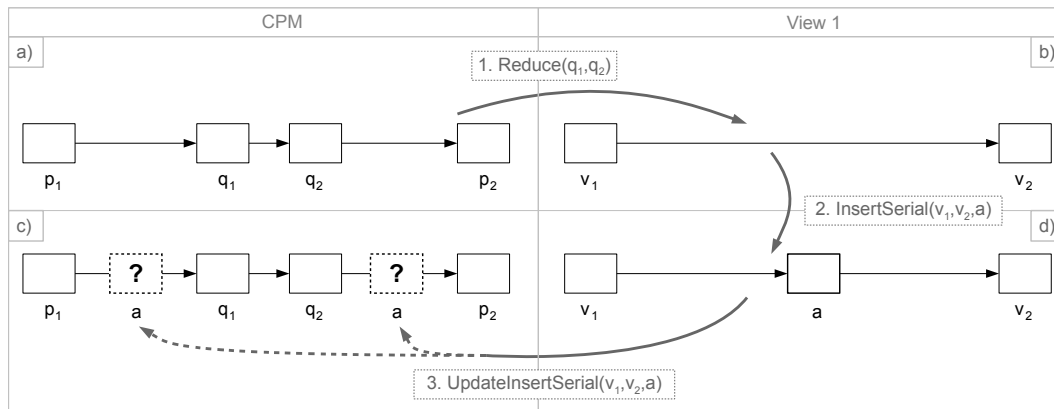 CPM View 1
a) b)
1. Reduce(q₁,q₂)
p₁ q₁ q₂ p₂ v₁ v₂
2. InsertSerial(v₁,v₂,a)
c) d)
? ?
p₁ a q₁ q₂ a p₂ v₁ a v₂
3. UpdateInsertSerial(v₁,v₂,a)